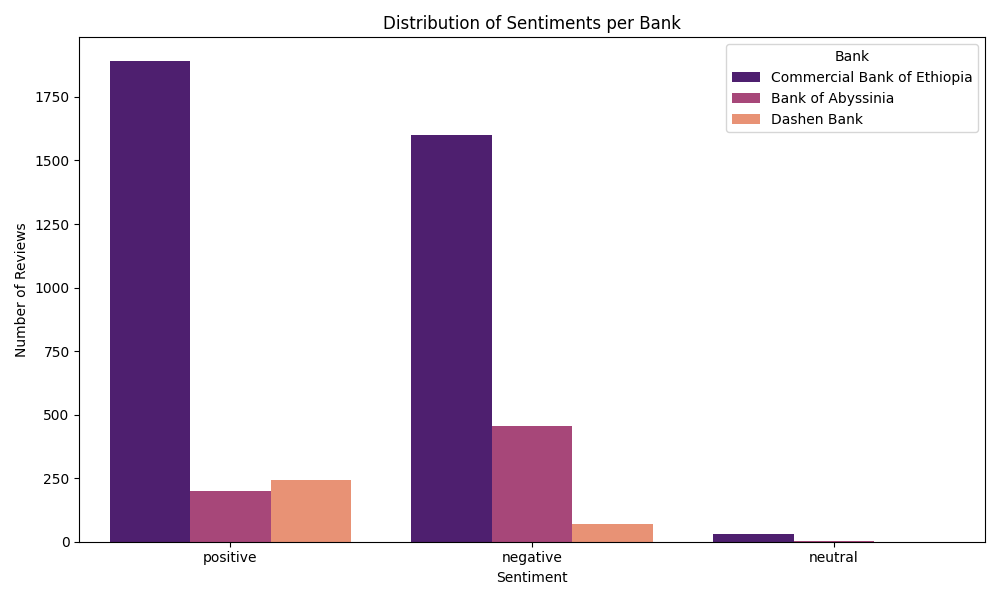 Distribution of Sentiments per Bank
Number of Reviews
1750
1500
1250
1000
750
500
250
0
Bank
Commercial Bank of Ethiopia
Bank of Abyssinia
Dashen Bank
positive
negative
neutral
Sentiment